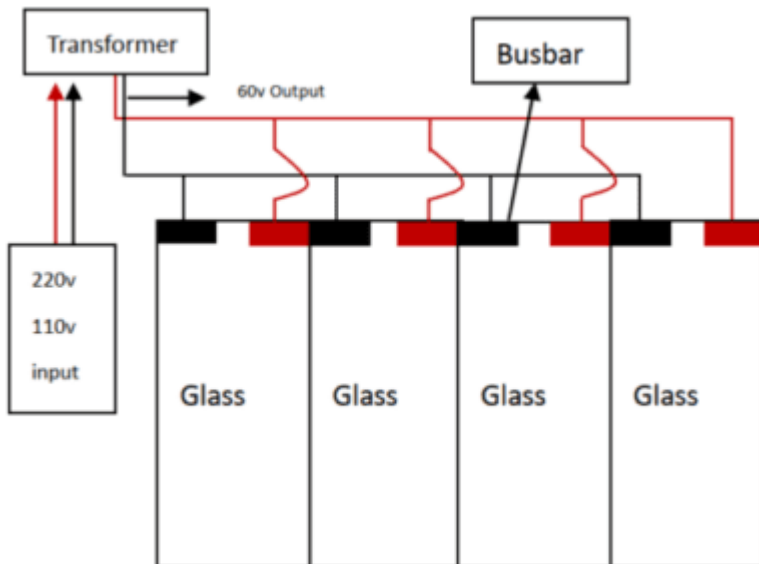 Transformer
Busbar
60v Output
220v
110v
input
Glass
Glass
Glass
Glass